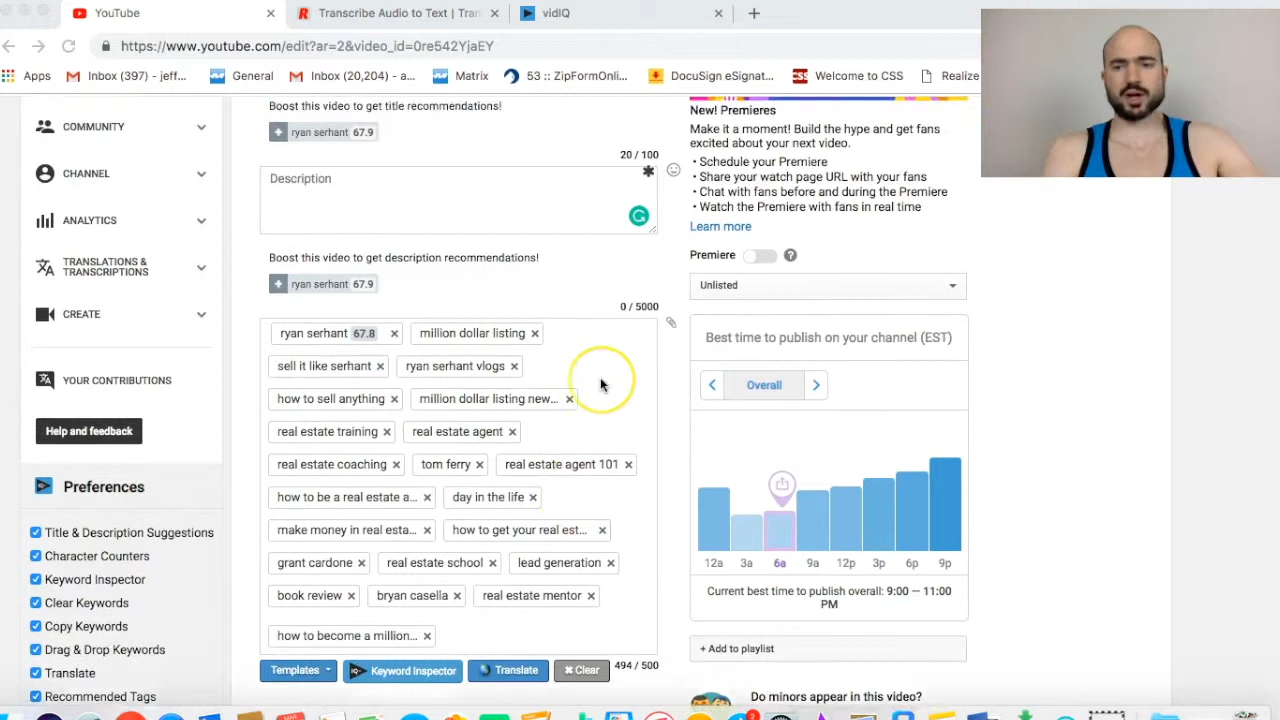 YouTube
Transcribe Audio to Text | Tran
vidIQ
https://www.youtube.com/edit?ar=2&video_id=0re542YjaEY
Apps
Inbox (397) - jeff...
General
Inbox (20,204) - a...
Matrix
53 :: ZipFormOnli...
DocuSign eSignat...
CSS Welcome to CSS
Realize
COMMUNITY
CHANNEL
ANALYTICS
TRANSLATIONS &
TRANSCRIPTIONS
CREATE
YOUR CONTRIBUTIONS
Help and feedback
Preferences
Title & Description Suggestions
Character Counters
Keyword Inspector
Clear Keywords
Copy Keywords
Drag & Drop Keywords
Translate
Recommended Tags
Boost this video to get title recommendations!
+ ryan serhant 67.9
20 / 100
Description
Boost this video to get description recommendations!
+ ryan serhant 67.9
0 / 5000
ryan serhant 67.8 × million dollar listing ×
sell it like serhant × ryan serhant vlogs ×
how to sell anything × million dollar listing new... ×
real estate training × real estate agent ×
real estate coaching × tom ferry × real estate agent 101 ×
how to be a real estate a... × day in the life ×
make money in real esta... × how to get your real est... ×
grant cardone × real estate school × lead generation ×
book review × bryan casella × real estate mentor ×
how to become a million... ×
Templates
Keyword Inspector
Translate
× Clear
494 / 500
New! Premieres
Make it a moment! Build the hype and get fans
excited about your next video.
• Schedule your Premiere
• Share your watch page URL with your fans
• Chat with fans before and during the Premiere
• Watch the Premiere with fans in real time
Learn more
Premiere ?
Unlisted
Best time to publish on your channel (EST)
Overall
12a 3a 6a 9a 12p 3p 6p 9p
Current best time to publish overall: 9:00 — 11:00
PM
+ Add to playlist
Do minors appear in this video?